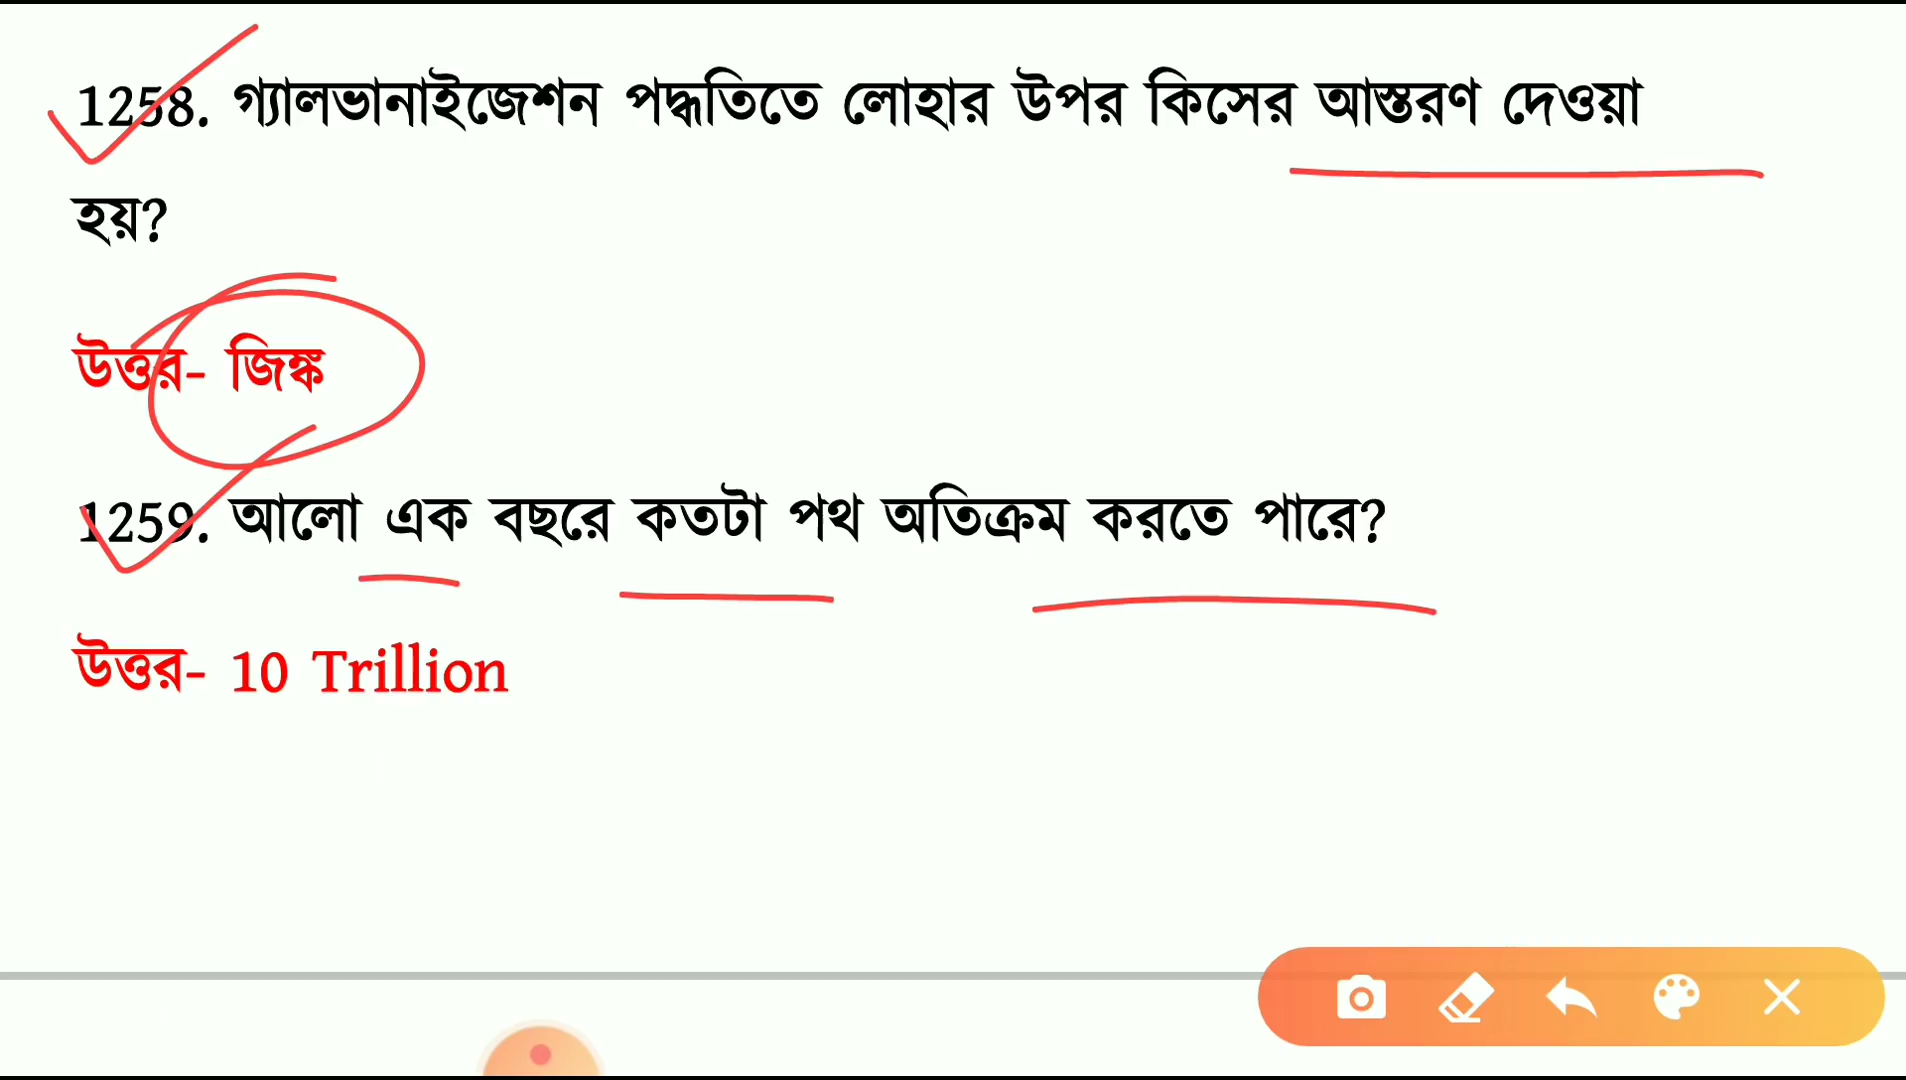 1258. গ্যালভানাইজেশন পদ্ধতিতে লোহার উপর কিসের আস্তরণ দেওয়া
হয়?
উত্তর- জিঙ্ক
1259. আলো এক বছরে কতটা পথ অতিক্রম করতে পারে?
উত্তর- 10 Trillion